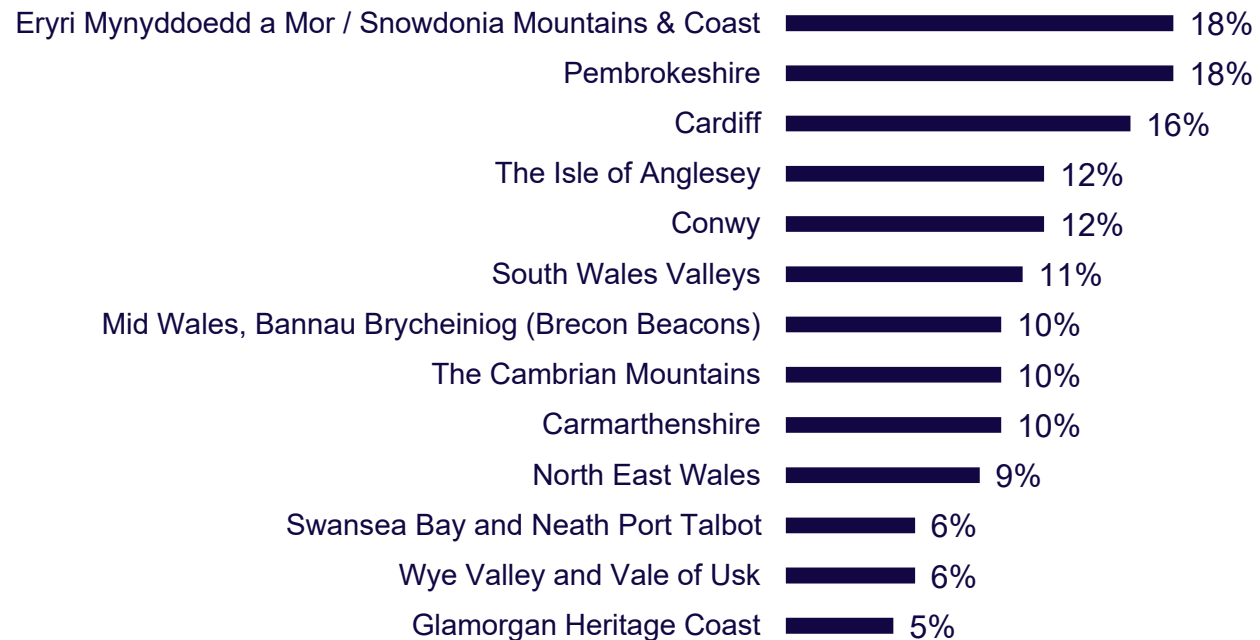 Eryri Mynyddoedd a Mor / Snowdonia Mountains & Coast 18%
Pembrokeshire 18%
Cardiff 16%
The Isle of Anglesey 12%
Conwy 12%
South Wales Valleys 11%
Mid Wales, Bannau Brycheiniog (Brecon Beacons) 10%
The Cambrian Mountains 10%
Carmarthenshire 10%
North East Wales 9%
Swansea Bay and Neath Port Talbot 6%
Wye Valley and Vale of Usk 6%
Glamorgan Heritage Coast 5%